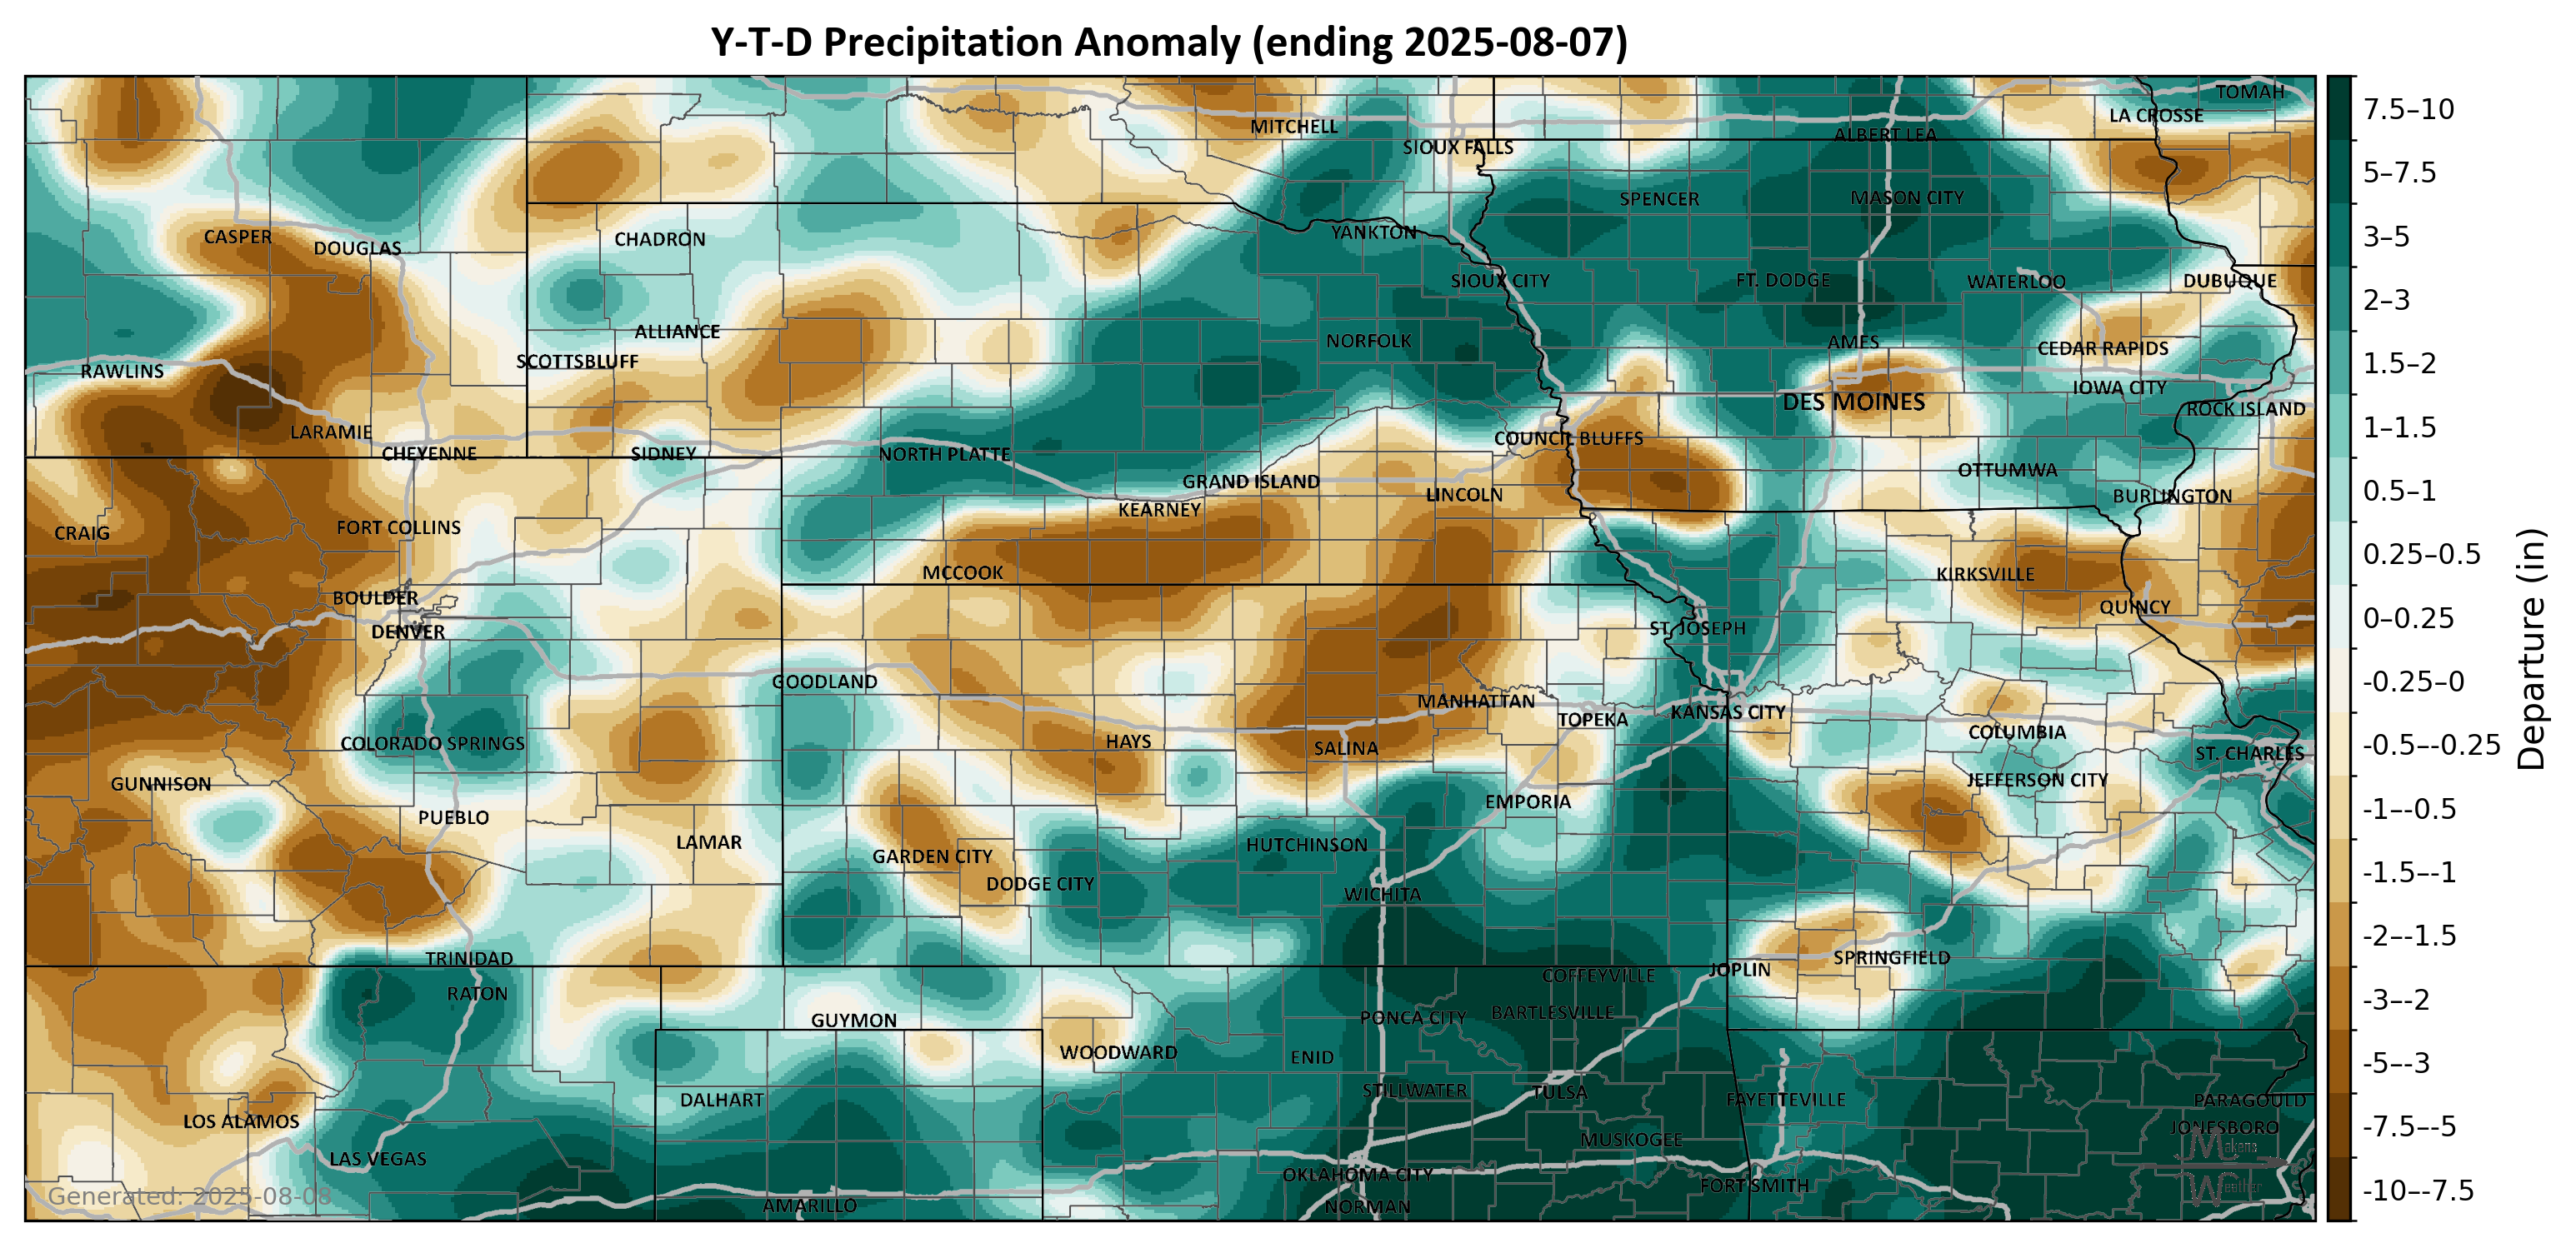 Y-T-D Precipitation Anomaly (ending 2025-08-07)
TOMAH
LA CROSSE
MITCHELL
ALBERT LEA
SIOUX FALLS
SPENCER
MASON CITY
YANKTON
CASPER
CHADRON
DOUGLAS
SIOUX CITY
FT. DODGE
WATERLOO
DUBUQUE
ALLIANCE
NORFOLK
AMES
CEDAR RAPIDS
SCOTTSBLUFF
RAWLINS
IOWA CITY
DES MOINES
ROCK ISLAND
LARAMIE
COUNCIL BLUFFS
CHEYENNE
SIDNEY
NORTH PLATTE
OTTUMWA
GRAND ISLAND
LINCOLN
BURLINGTON
KEARNEY
CRAIG
FORT COLLINS
MCCOOK
KIRKSVILLE
BOULDER
QUINCY
DENVER
ST. JOSEPH
GOODLAND
MANHATTAN
TOPEKA
KANSAS CITY
COLUMBIA
COLORADO SPRINGS
HAYS
SALINA
ST. CHARLES
GUNNISON
JEFFERSON CITY
EMPORIA
PUEBLO
LAMAR
HUTCHINSON
GARDEN CITY
DODGE CITY
WICHITA
TRINIDAD
SPRINGFIELD
JOPLIN
COFFEYVILLE
RATON
BARTLESVILLE
GUYMON
PONCA CITY
WOODWARD
ENID
STILLWATER
TULSA
DALHART
FAYETTEVILLE
PARAGOULD
LOS ALAMOS
JONESBORO
MUSKOGEE
Makens
LAS VEGAS
OKLAHOMA CITY
FORT SMITH
Weather
Generated: 2025-08-08
AMARILLO
NORMAN
7.5–10
5–7.5
3–5
2–3
1.5–2
1–1.5
0.5–1
0.25–0.5
0–0.25
-0.25–0
-0.5–-0.25
-1–-0.5
-1.5–-1
-2–-1.5
-3–-2
-5–-3
-7.5–-5
-10–-7.5
Departure (in)